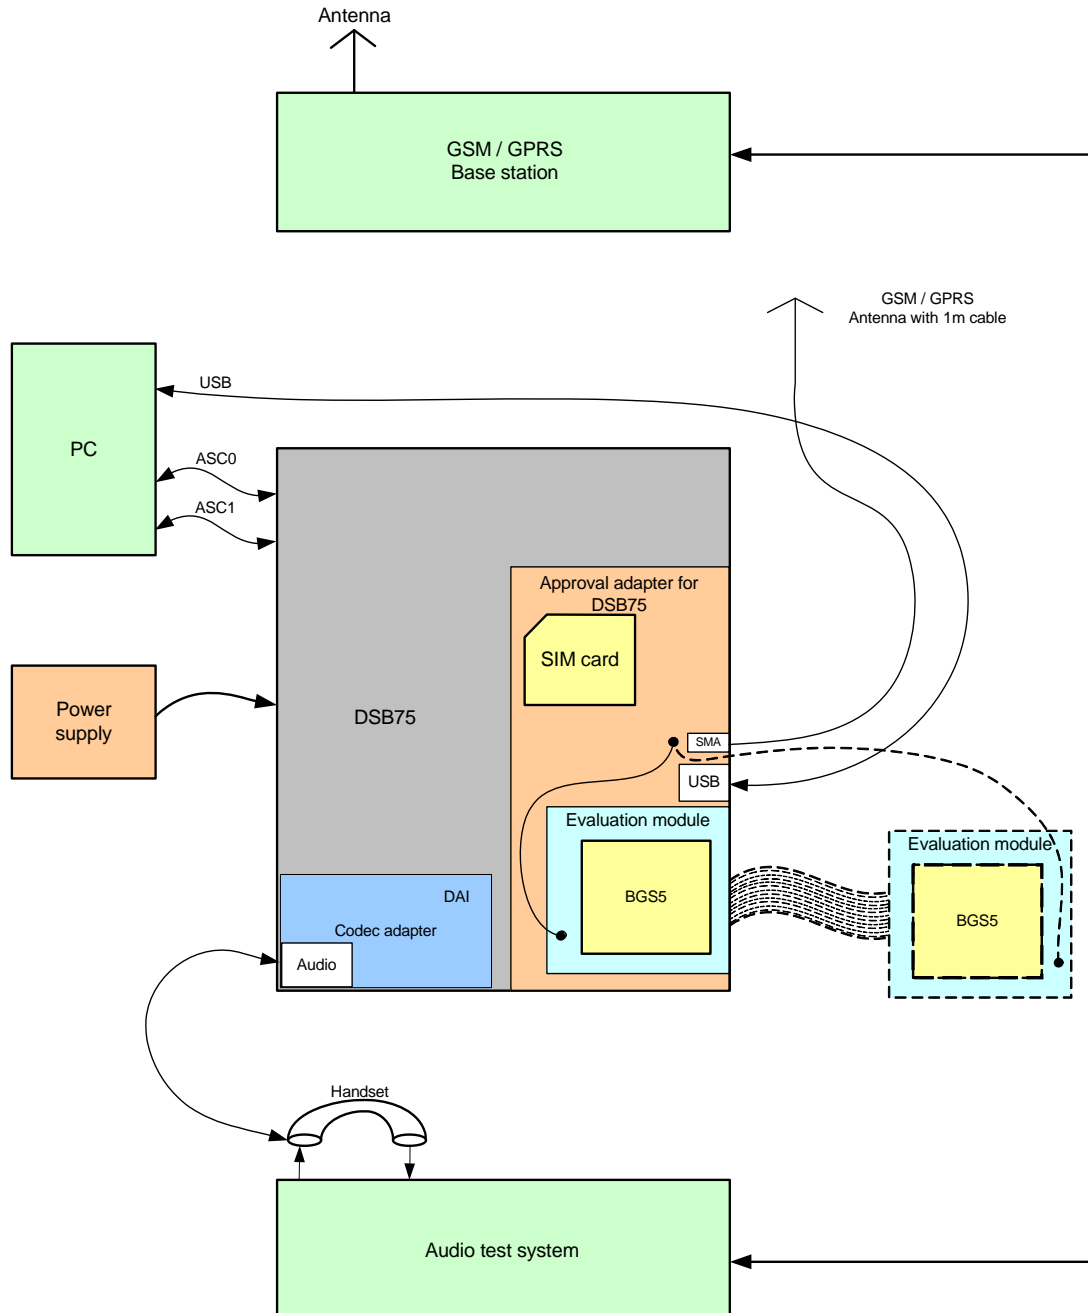 Antenna
GSM / GPRS
Base station
GSM / GPRS
Antenna with 1m cable
USB
PC
ASC0
ASC1
Approval adapter for
DSB75
SIM card
Power
supply
DSB75
SMA
USB
Evaluation module
BGS5
Evaluation module
BGS5
DAI
Codec adapter
Audio
Handset
Audio test system